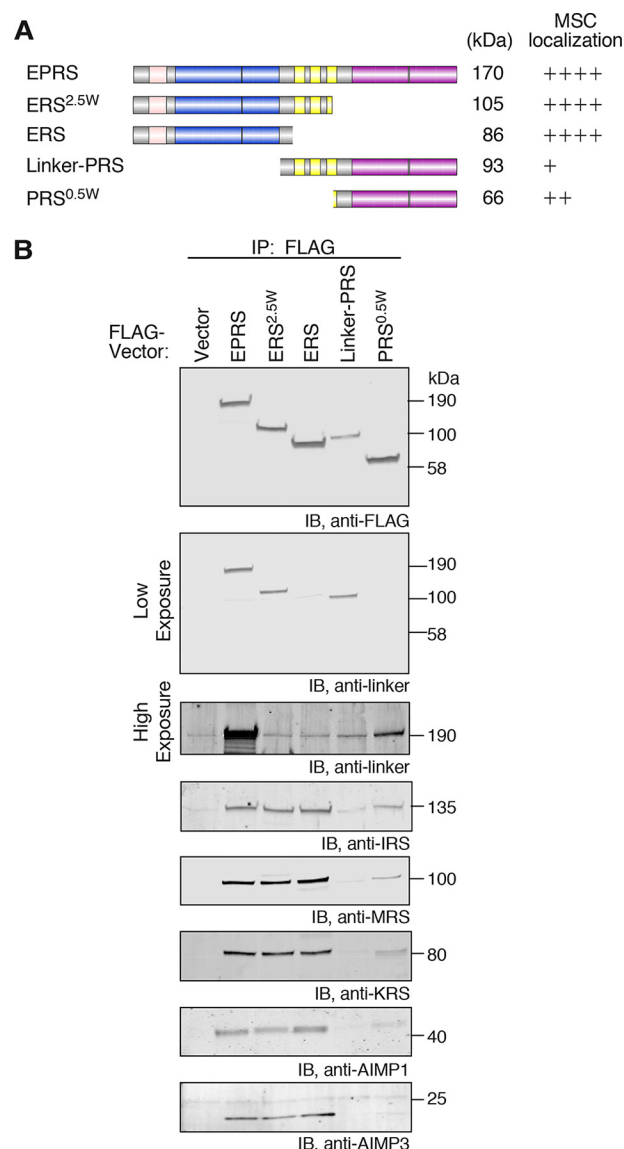 A
(kDa)
MSC
localization
EPRS 170 ++++
ERS2.5W 105 ++++
ERS 86 ++++
Linker-PRS 93 +
PRS0.5W 66 ++
B
IP: FLAG
FLAG-
Vector:
Vector
EPRS
ERS2.5W
ERS
Linker-PRS
PRS0.5W
kDa
190
100
58
IB, anti-FLAG
Low
Exposure
190
100
58
IB, anti-linker
High
Exposure
190
IB, anti-linker
135
IB, anti-IRS
100
IB, anti-MRS
80
IB, anti-KRS
40
IB, anti-AIMP1
25
IB, anti-AIMP3